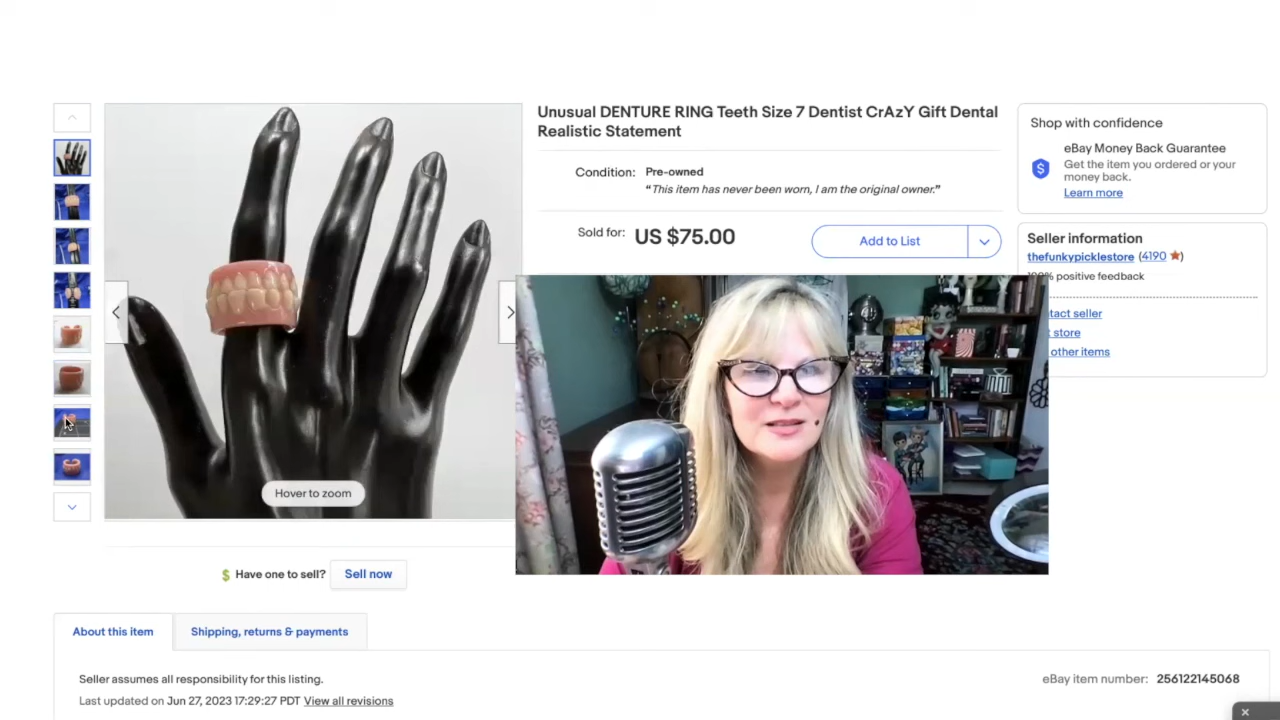 Unusual DENTURE RING Teeth Size 7 Dentist CrAzY Gift Dental
Realistic Statement
Condition: Pre-owned
“This item has never been worn, I am the original owner.”
Sold for: US $75.00
Add to List
Shop with confidence
eBay Money Back Guarantee
Get the item you ordered or your
money back.
Learn more
Seller information
thefunkypicklestore (4190 ★)
positive feedback
seller
store
other items
Hover to zoom
Have one to sell? Sell now
About this item
Shipping, returns & payments
Seller assumes all responsibility for this listing.
Last updated on Jun 27, 2023 17:29:27 PDT View all revisions
eBay item number: 256122145068